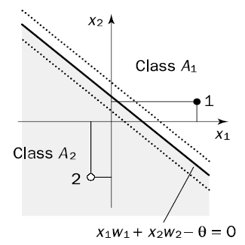 x₂
Class A₁
1
x₁
Class A₂
2
x₁w₁ + x₂w₂ − θ = 0